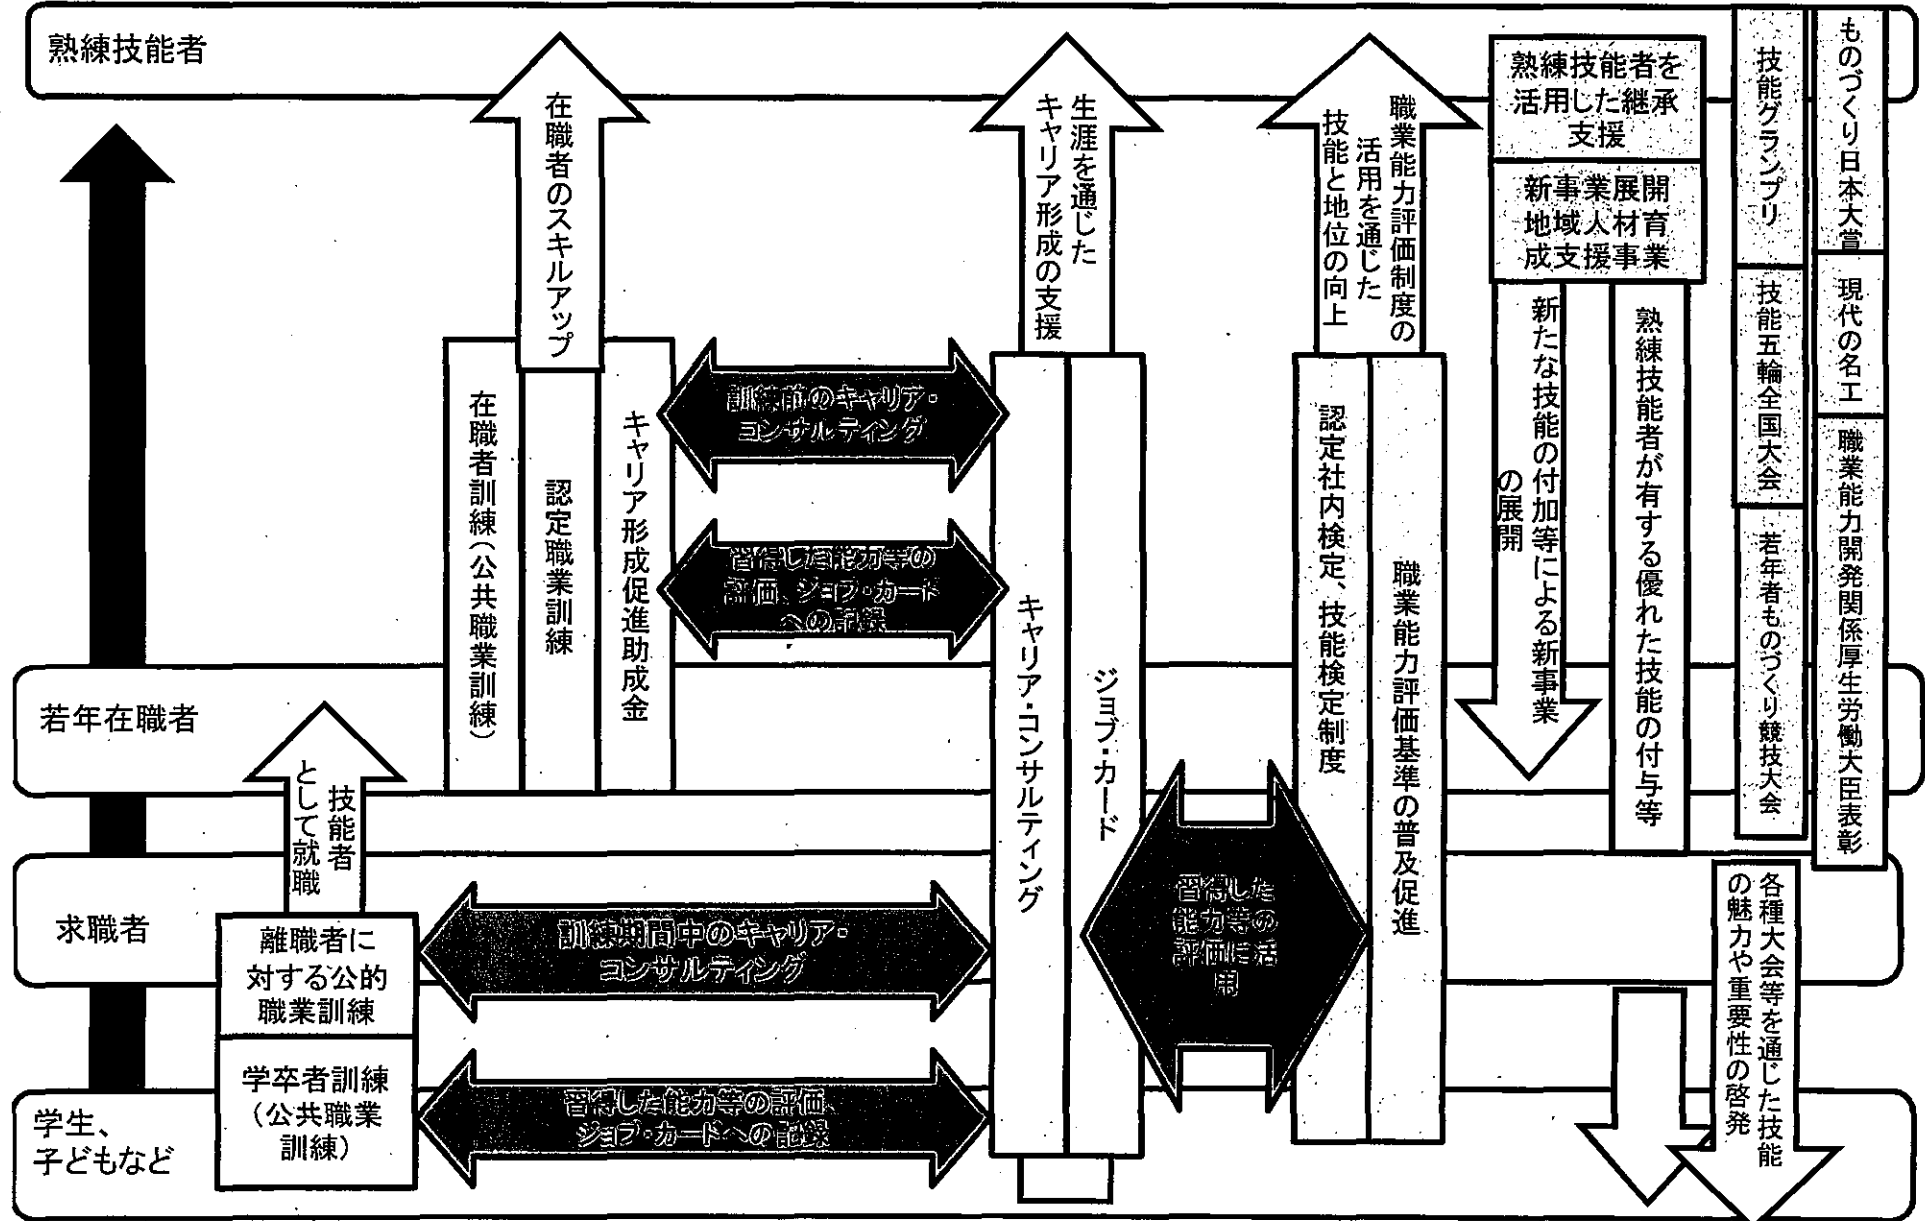 熟練技能者
在職者のスキルアップ
生涯を通じた
キャリア形成の支援
職業能力評価制度の
活用を通じた
技能と地位の向上
熟練技能者を
活用した継承
支援
新事業展開
地域人材育
成支援事業
技能グランプリ
技能五輪全国大会
若年者ものづくり競技大会
ものづくり日本大賞
現代の名工
職業能力開発関係厚生労働大臣表彰
新たな技能の付加等による新事業
の展開
熟練技能者が有する優れた技能の付与等
在職者訓練(公共職業訓練)
認定職業訓練
キャリア形成促進助成金
訓練前のキャリア・
コンサルティング
習得した能力等の
評価、ジョブ・カード
への記録
キャリア・コンサルティング
ジョブ・カード
認定社内検定、技能検定制度
職業能力評価基準の普及促進
若年在職者
技能者
として就職
求職者
離職者に
対する公的
職業訓練
訓練期間中のキャリア・
コンサルティング
習得した
能力等の
評価に活
用
学生、
子どもなど
学卒者訓練
(公共職業
訓練)
習得した能力等の評価、
ジョブ・カードへの記録
各種大会等を通じた技能
の魅力や重要性の啓発